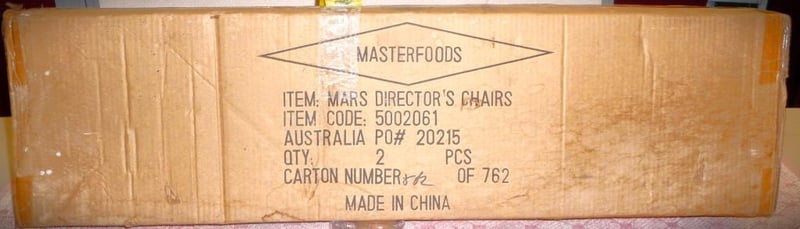 MASTERFOODS
ITEM: MARS DIRECTOR'S CHAIRS
ITEM CODE: 5002061
AUSTRALIA PO# 20215
QTY: 2 PCS
CARTON NUMBER OF 762
MADE IN CHINA